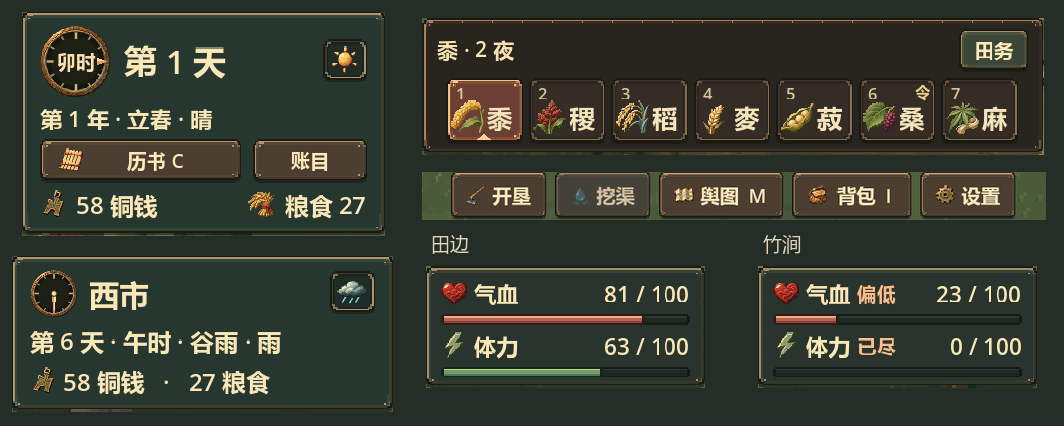 卯时 第 1 天
第 1 年 · 立春 · 晴
历书 C 账目
58 铜钱 粮食 27
西市
第 6 天 · 午时 · 谷雨 · 雨
58 铜钱 · 27 粮食
黍 · 2 夜 田务
1 黍 2 稷 3 稻 4 麥 5 菽 6 桑 令 7 麻
开垦 挖渠 舆图 M 背包 I 设置
田边
气血 81 / 100
体力 63 / 100
竹涧
气血 偏低 23 / 100
体力 已尽 0 / 100